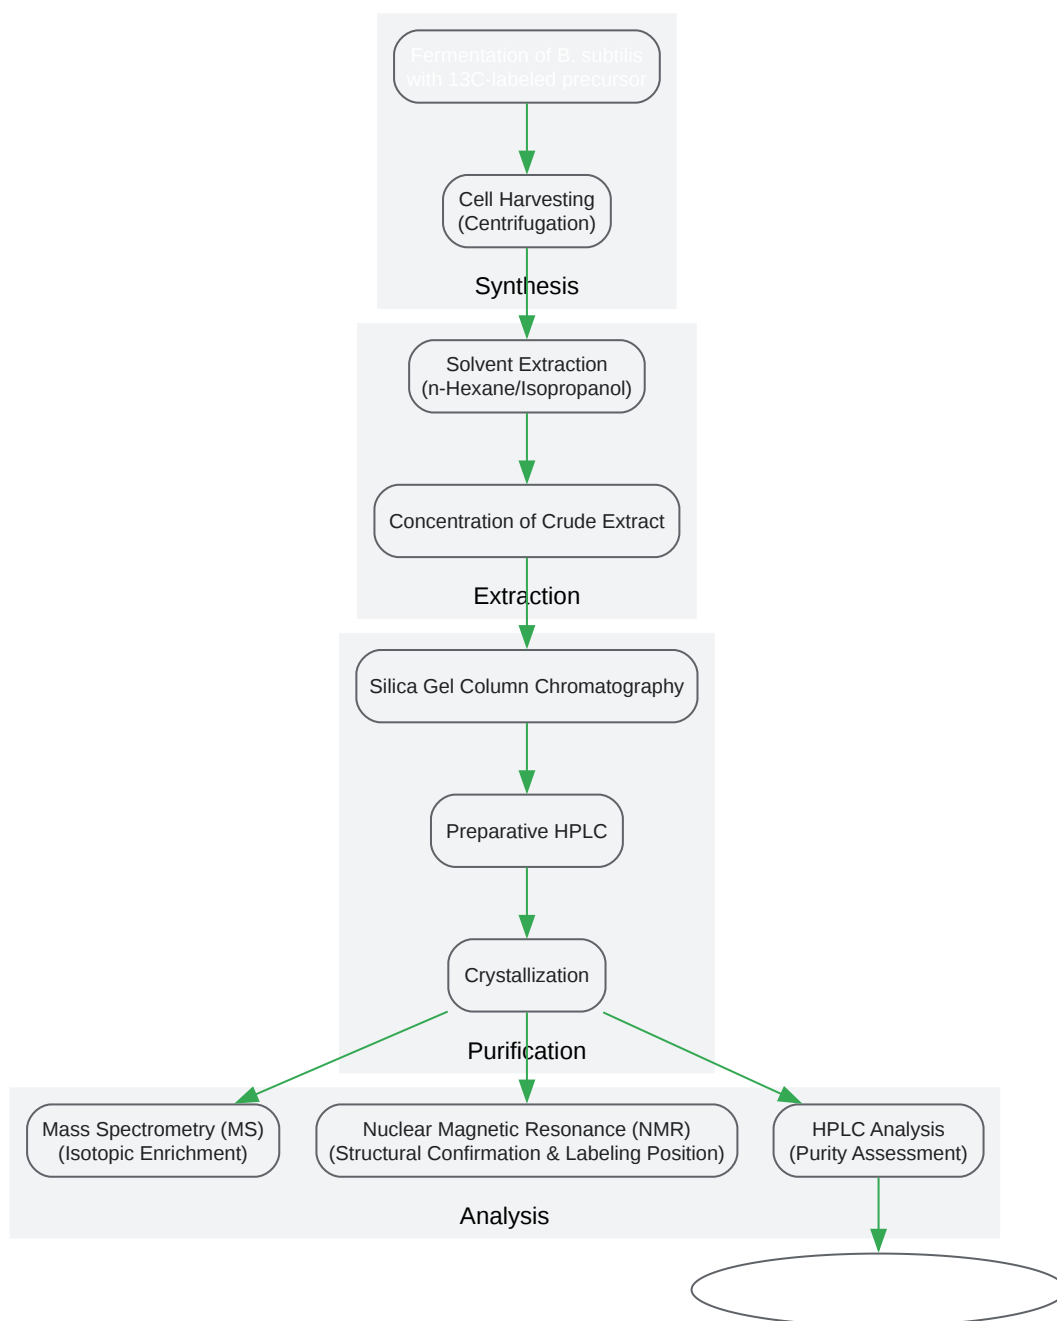 Fermentation of B. subtilis
with 13C-labeled precursor
Cell Harvesting
(Centrifugation)
Synthesis
Solvent Extraction
(n-Hexane/Isopropanol)
Concentration of Crude Extract
Extraction
Silica Gel Column Chromatography
Preparative HPLC
Crystallization
Purification
Mass Spectrometry (MS)
(Isotopic Enrichment)
Nuclear Magnetic Resonance (NMR)
(Structural Confirmation & Labeling Position)
HPLC Analysis
(Purity Assessment)
Analysis